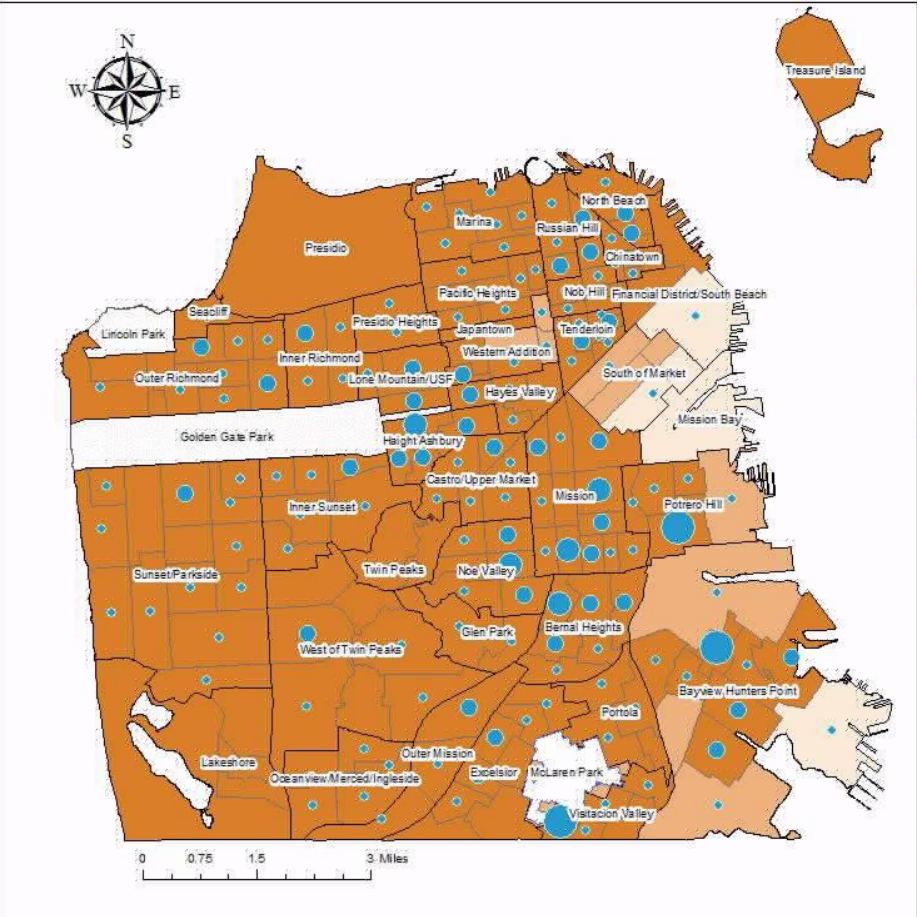 N
W E
S
Treasure Island
North Beach
Marina
Russian Hill
Presidio
Chinatown
Pacific Heights
Nob Hill
Financial District/South Beach
Seacliff
Presidio Heights
Lincoln Park
Japantown
Tenderloin
Inner Richmond
Western Addition
South of Market
Outer Richmond
Lone Mountain/USF
Hayes Valley
Mission Bay
Golden Gate Park
Haight Ashbury
Castro/Upper Market
Mission
Potrero Hill
Inner Sunset
Sunset/Parkside
Twin Peaks
Noe Valley
Bernal Heights
Glen Park
West of Twin Peaks
Bayview Hunters Point
Portola
Outer Mission
Lakeshore
Oceanview/Merced/Ingleside
Excelsior
McLaren Park
Visitacion Valley
0 0.75 1.5 3 Miles